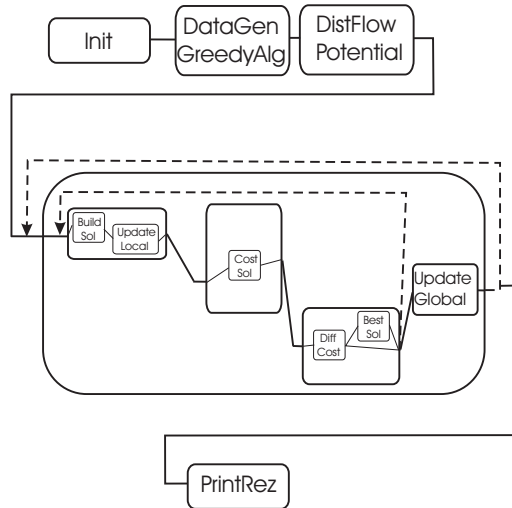 Init
DataGen
GreedyAlg
DistFlow
Potential
Build
Sol
Update
Local
Cost
Sol
Diff
Cost
Best
Sol
Update
Global
PrintRez